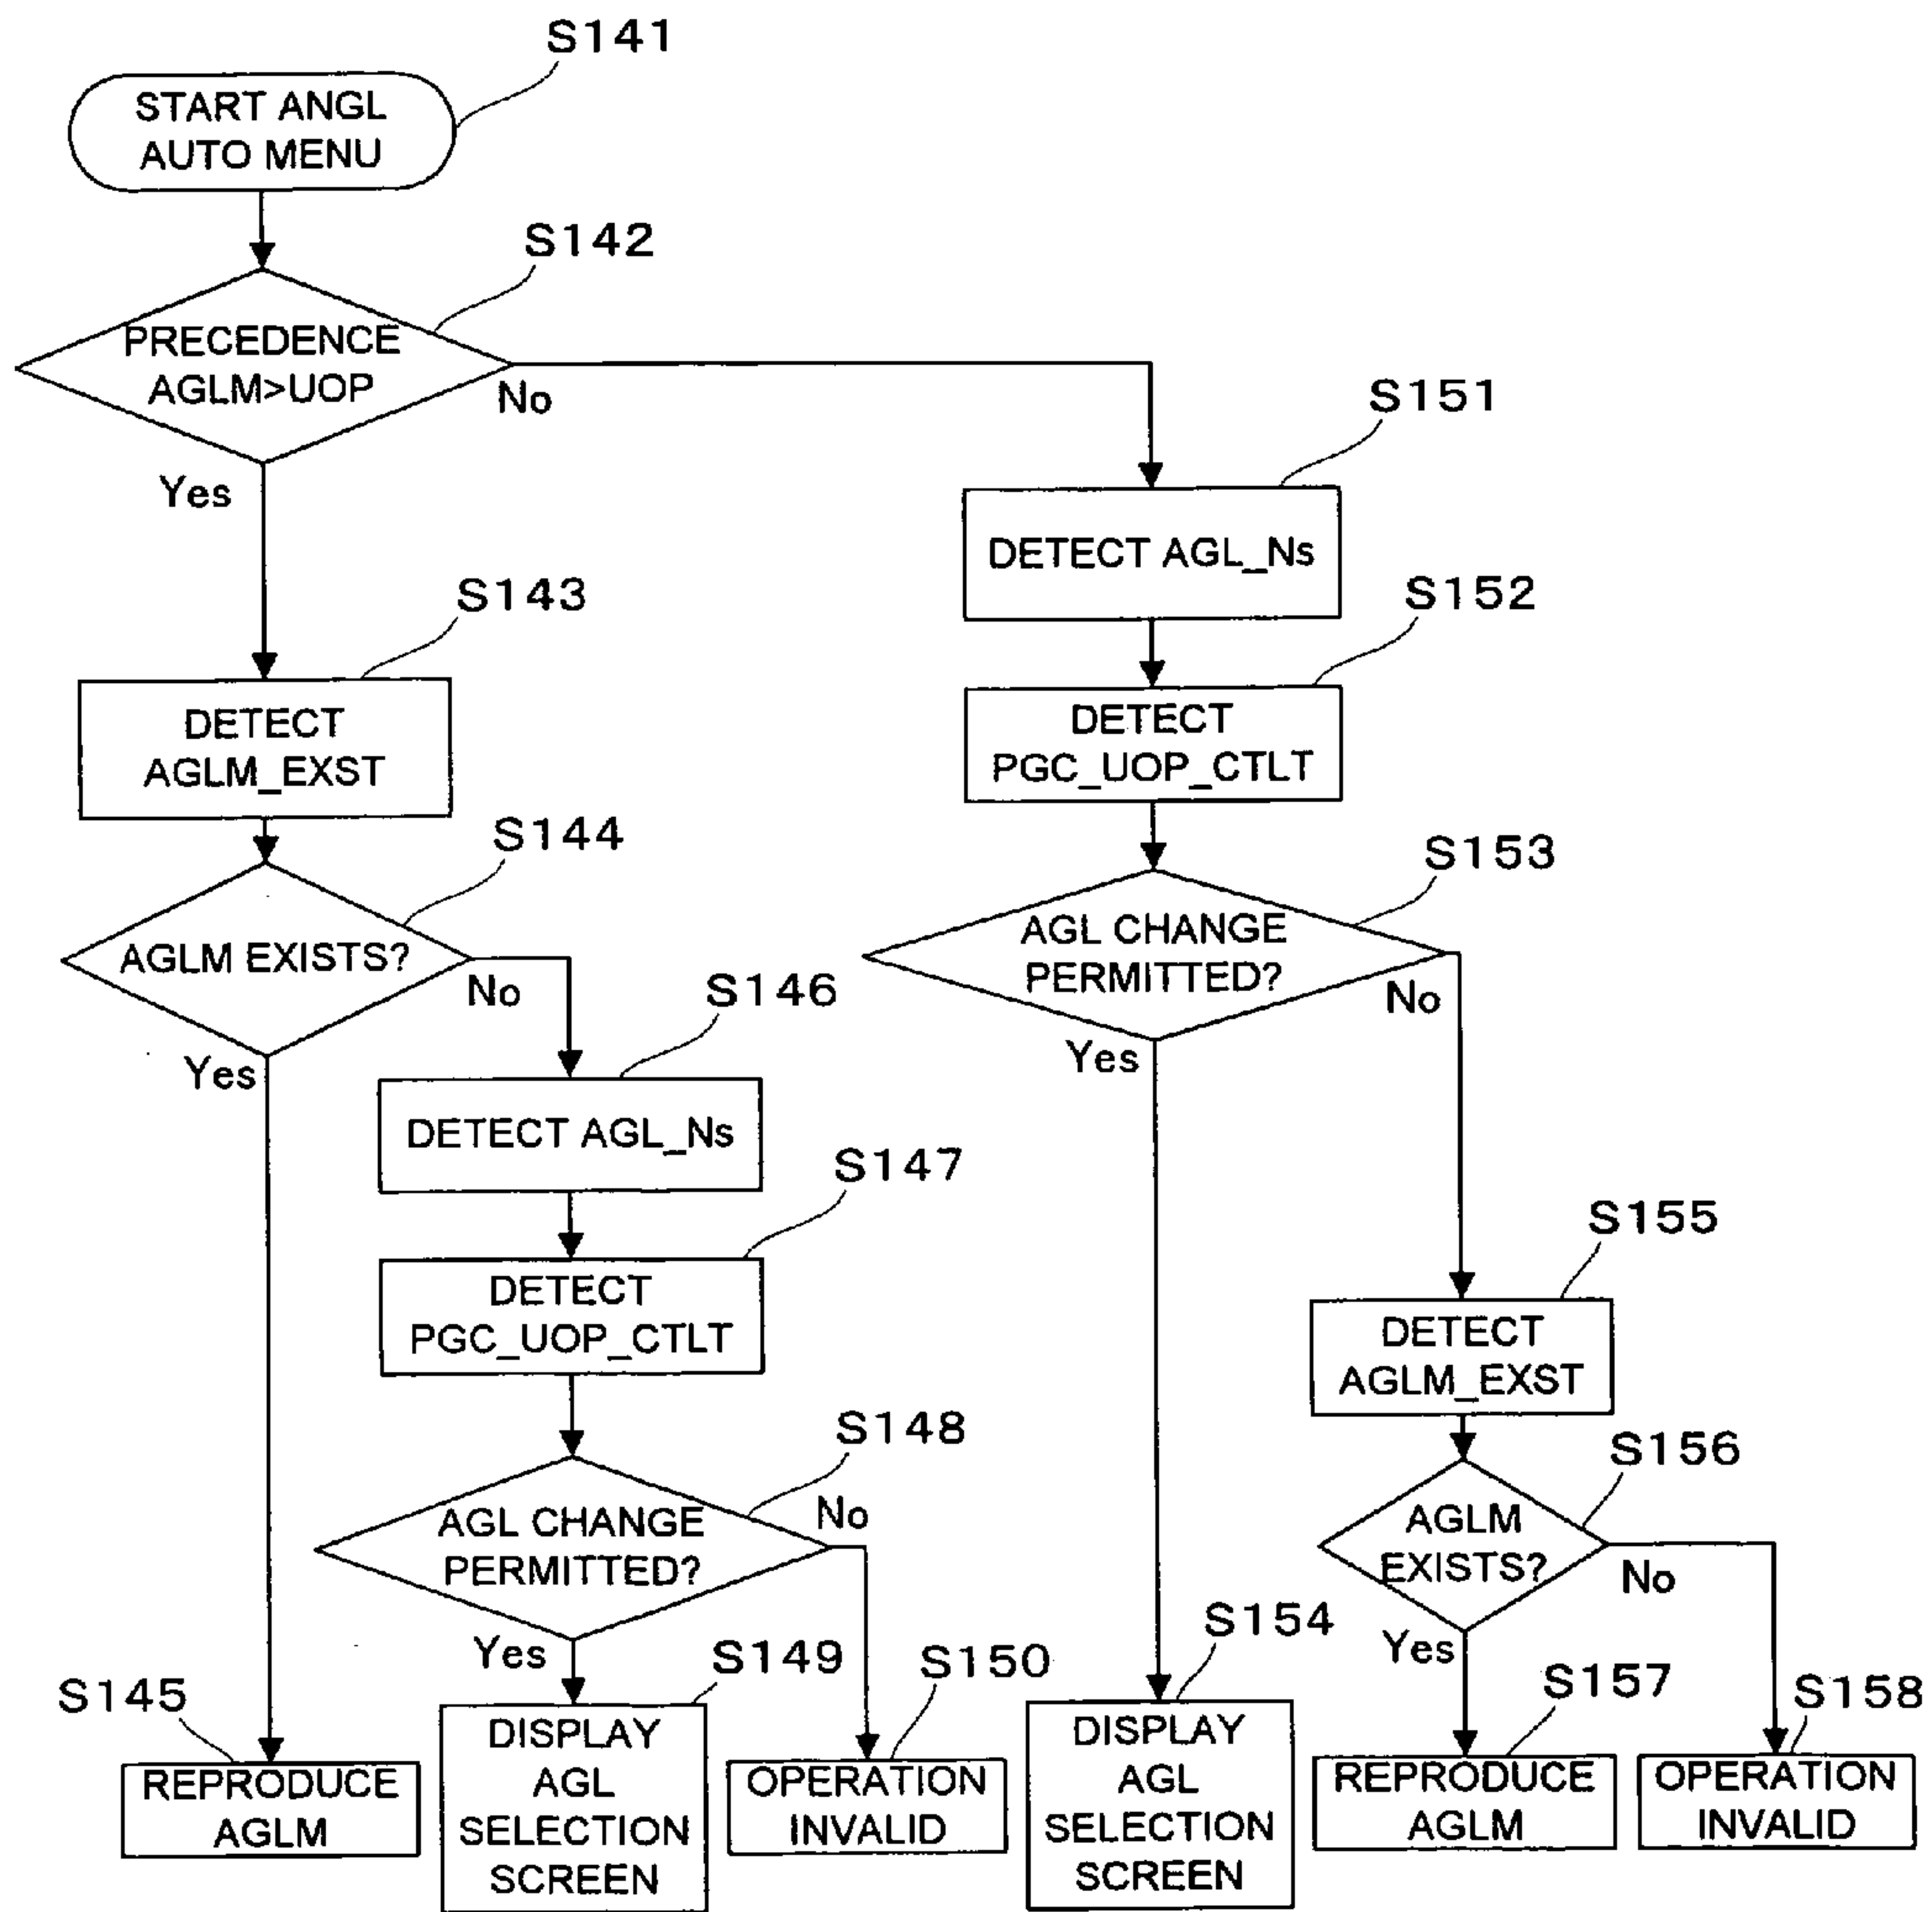 S141
START ANGL
AUTO MENU
S142
PRECEDENCE
AGLM>UOP
No
Yes
S151
DETECT AGL_Ns
S143
S152
DETECT
AGLM_EXST
DETECT
PGC_UOP_CTLT
S144
S153
AGLM EXISTS?
No
Yes
AGL CHANGE
PERMITTED?
No
Yes
S146
DETECT AGL_Ns
S147
DETECT
PGC_UOP_CTLT
S155
DETECT
AGLM_EXST
S148
AGL CHANGE
PERMITTED?
No
Yes
S156
AGLM
EXISTS?
No
Yes
S145
REPRODUCE
AGLM
S149
DISPLAY
AGL
SELECTION
SCREEN
S150
OPERATION
INVALID
S154
DISPLAY
AGL
SELECTION
SCREEN
S157
REPRODUCE
AGLM
S158
OPERATION
INVALID